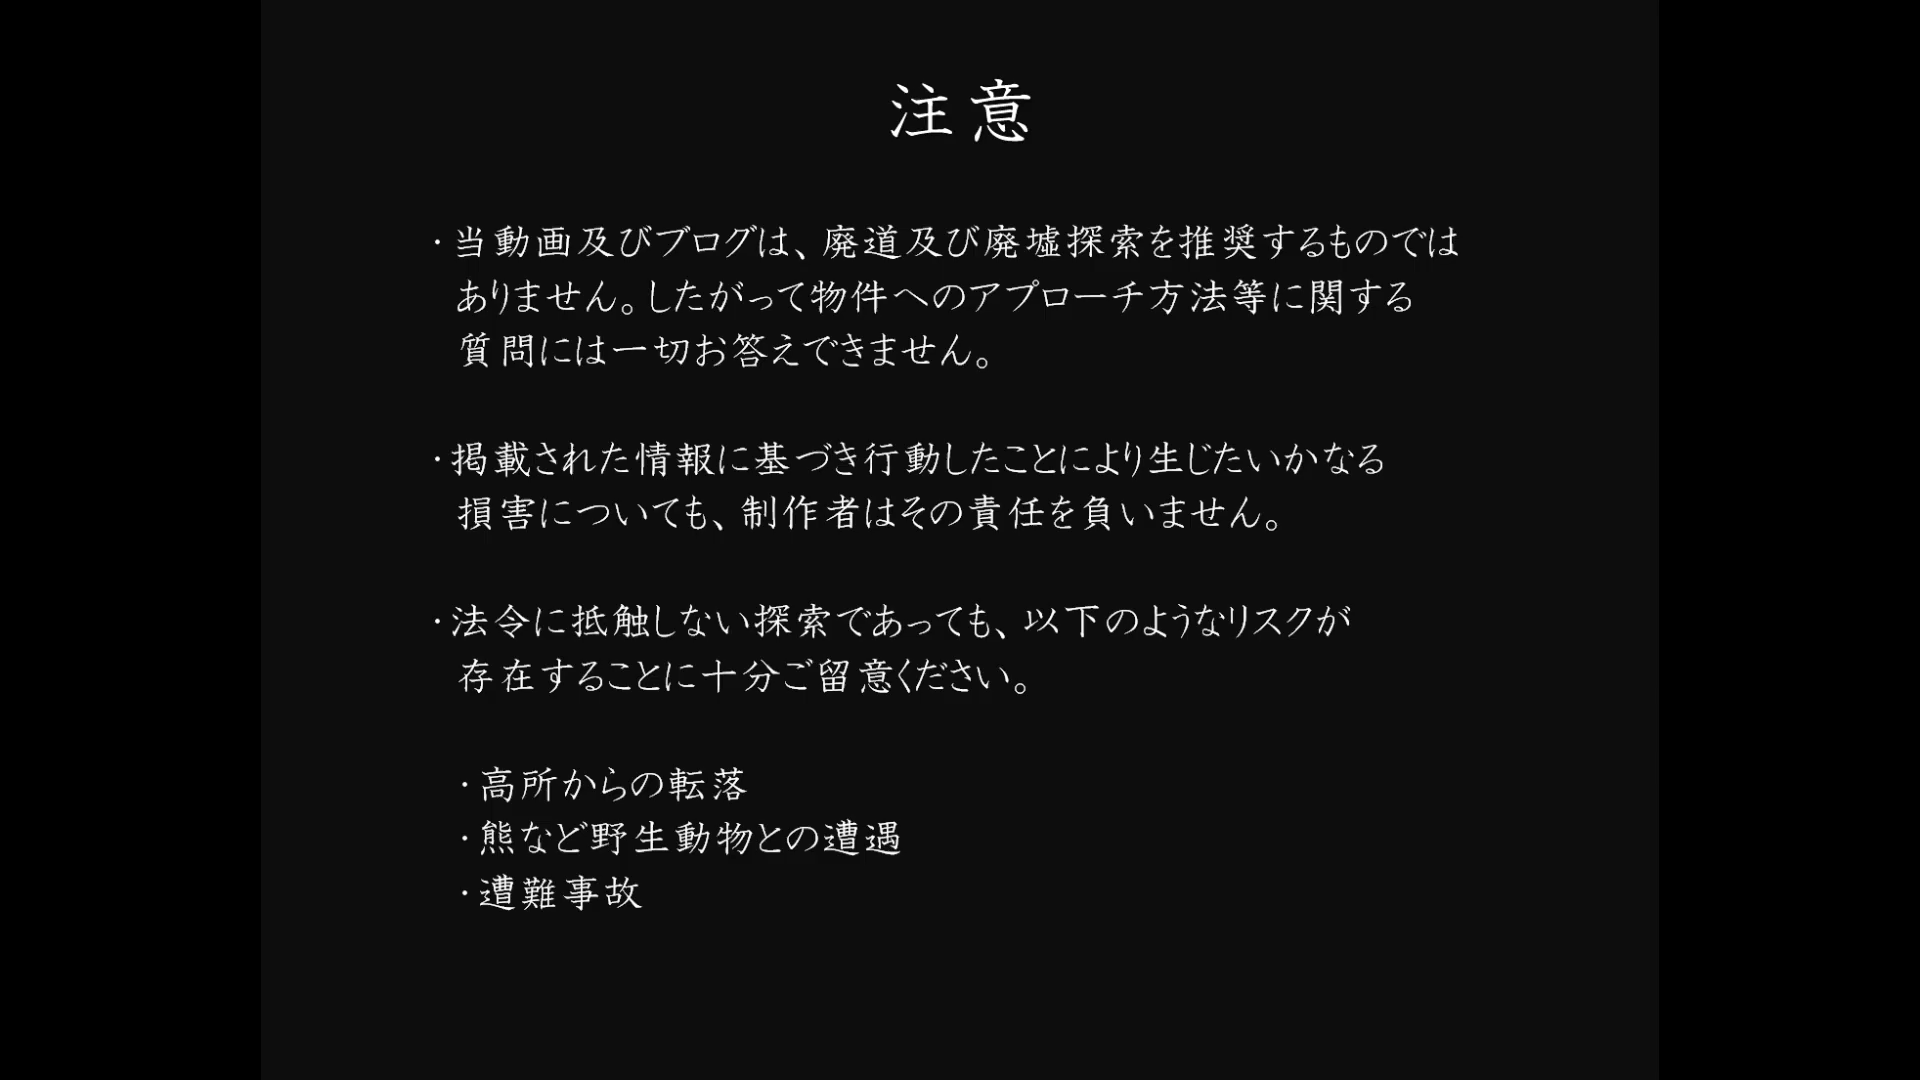 注意
・当動画及びブログは、廃道及び廃墟探索を推奨するものでは
ありません。したがって物件へのアプローチ方法等に関する
質問には一切お答えできません。
・掲載された情報に基づき行動したことにより生じたいかなる
損害についても、制作者はその責任を負いません。
・法令に抵触しない探索であっても、以下のようなリスクが
存在することに十分ご留意ください。
・高所からの転落
・熊など野生動物との遭遇
・遭難事故